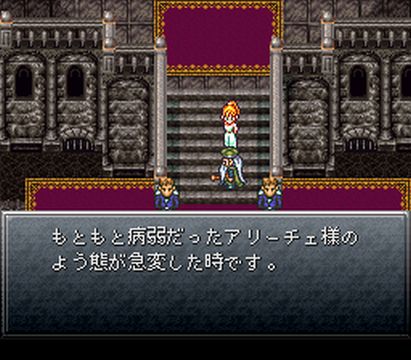 もともと病弱だったアリーチェ様の
よう態が急変した時です。